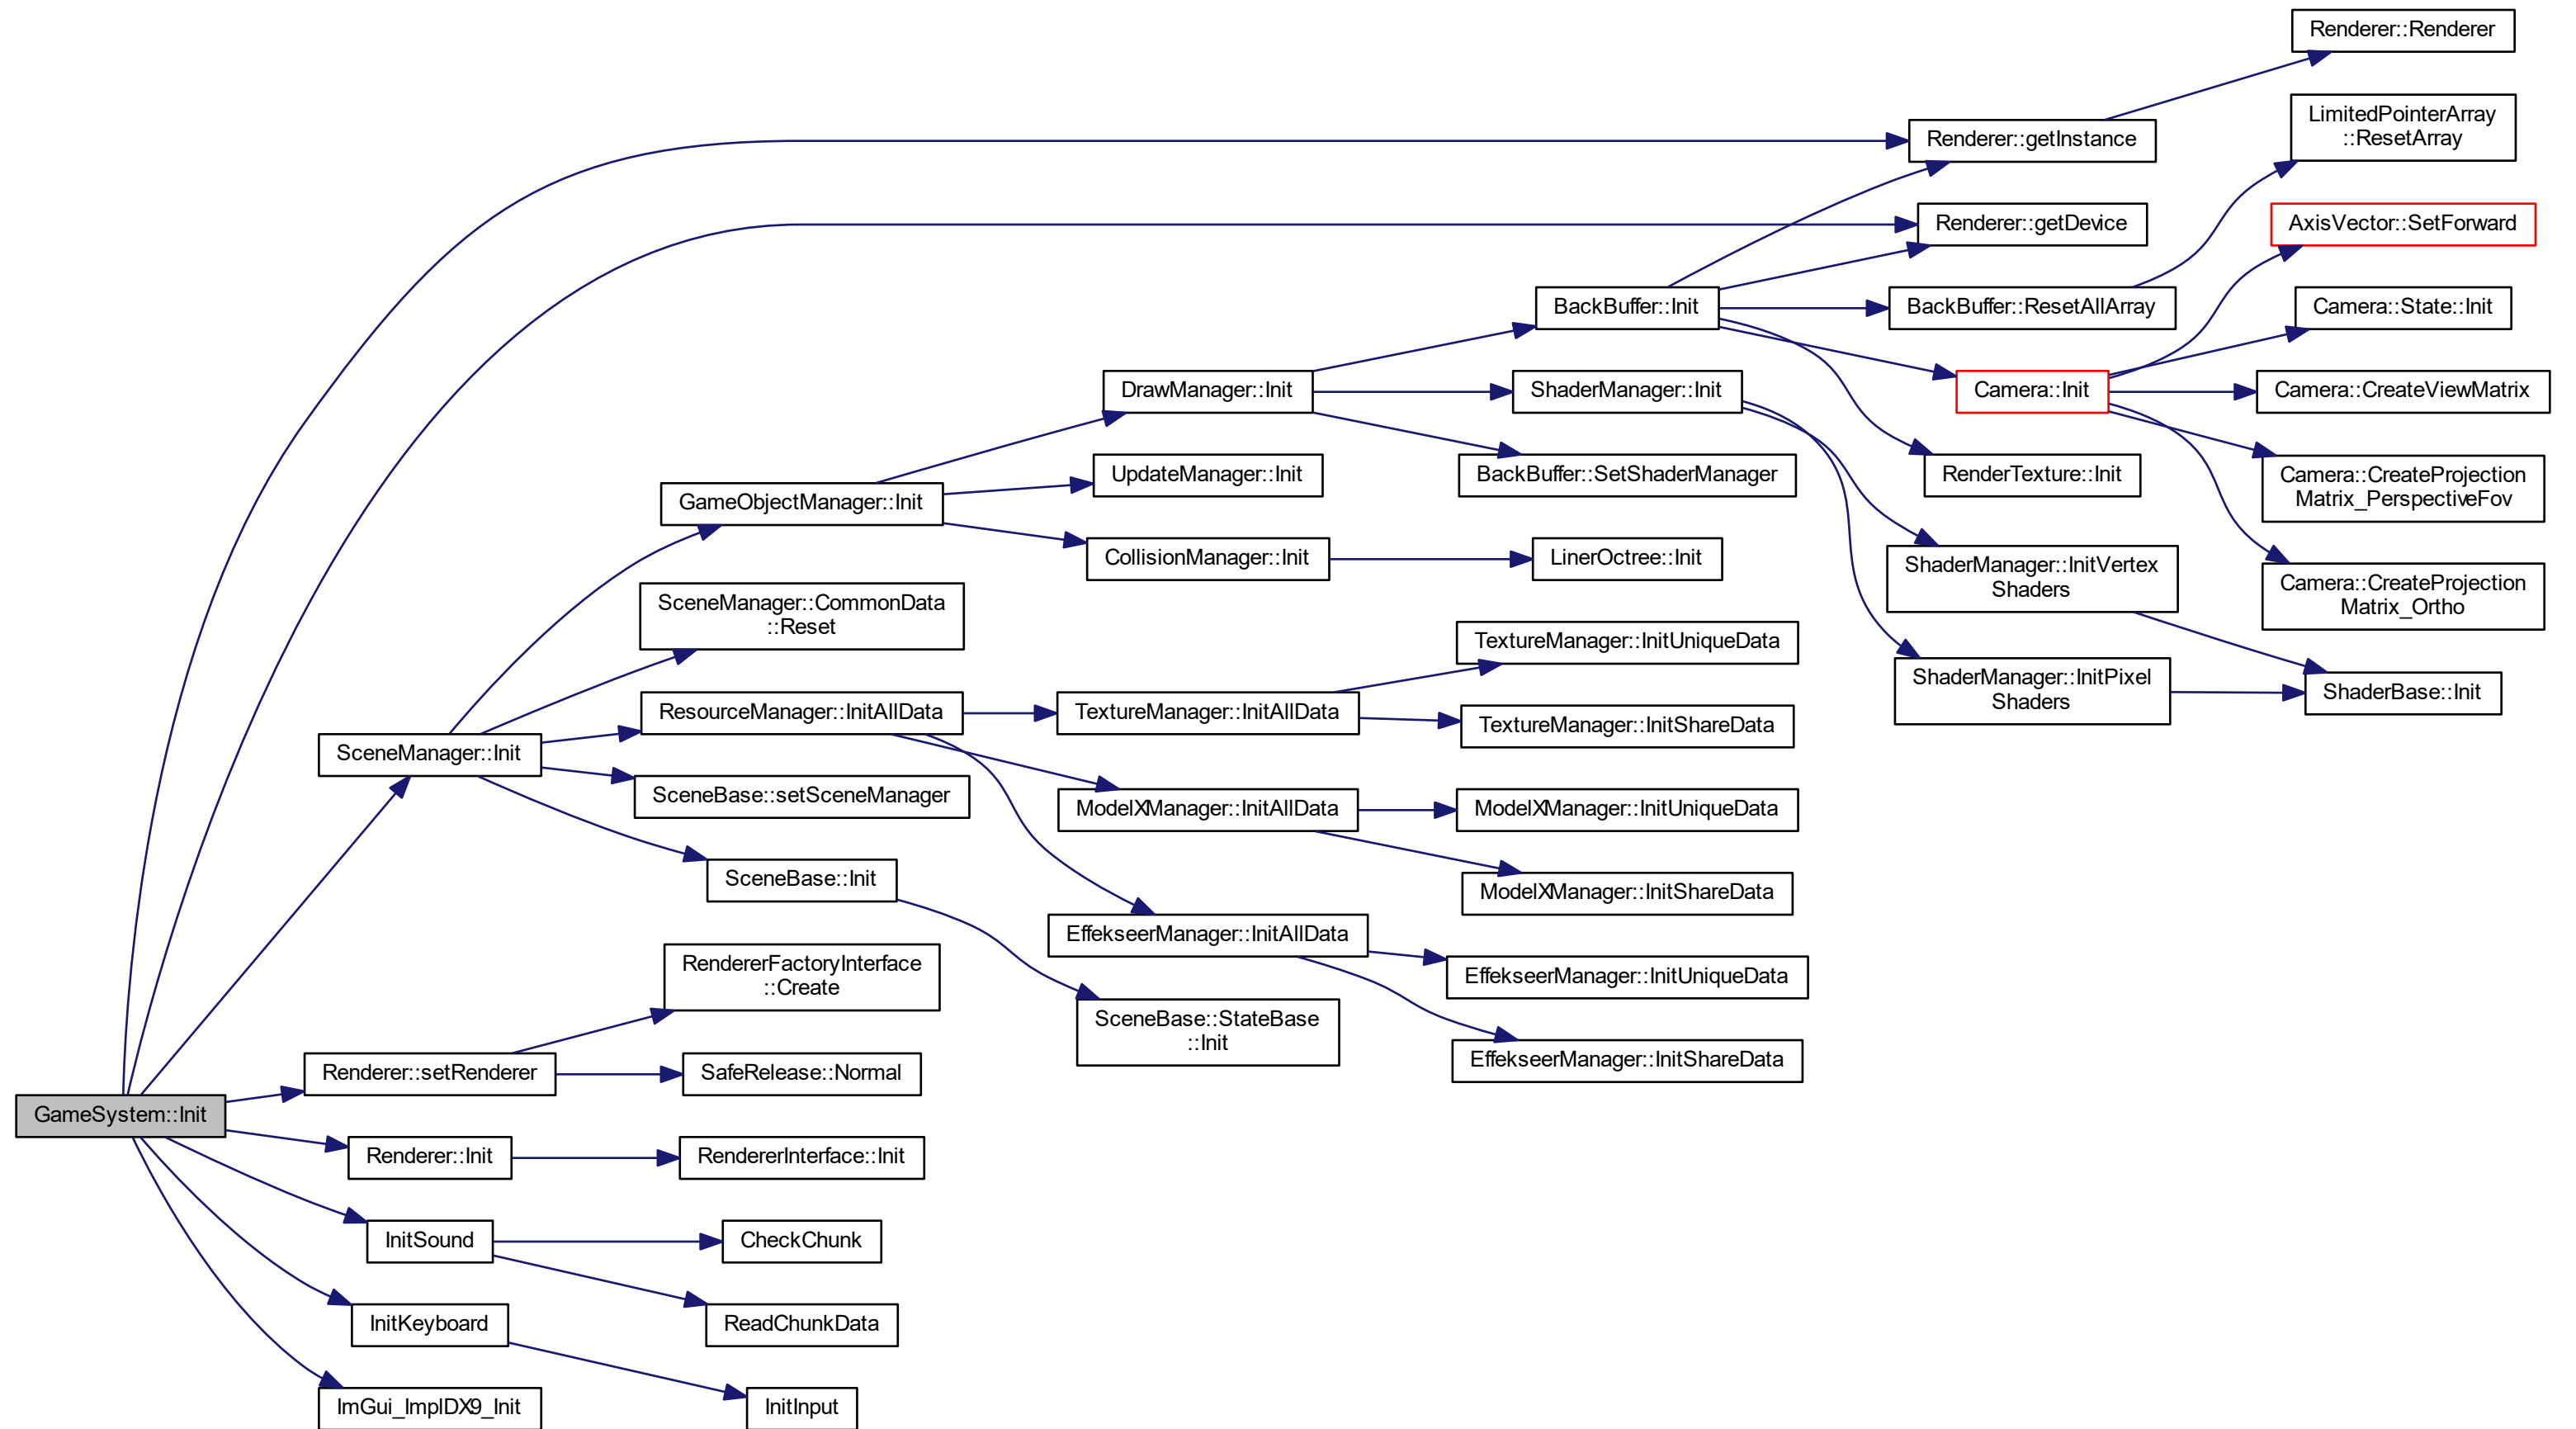 Renderer::Renderer
LimitedPointerArray
::ResetArray
Renderer::getInstance
AxisVector::SetForward
Renderer::getDevice
BackBuffer::Init
BackBuffer::ResetAllArray
Camera::State::Init
DrawManager::Init
ShaderManager::Init
Camera::Init
Camera::CreateViewMatrix
UpdateManager::Init
BackBuffer::SetShaderManager
RenderTexture::Init
Camera::CreateProjection
Matrix_PerspectiveFov
GameObjectManager::Init
CollisionManager::Init
LinerOctree::Init
ShaderManager::InitVertex
Shaders
Camera::CreateProjection
Matrix_Ortho
SceneManager::CommonData
::Reset
TextureManager::InitUniqueData
ShaderManager::InitPixel
Shaders
ShaderBase::Init
ResourceManager::InitAllData
TextureManager::InitAllData
TextureManager::InitShareData
SceneManager::Init
SceneBase::setSceneManager
ModelXManager::InitAllData
ModelXManager::InitUniqueData
SceneBase::Init
ModelXManager::InitShareData
EffekseerManager::InitAllData
RendererFactoryInterface
::Create
EffekseerManager::InitUniqueData
SceneBase::StateBase
::Init
EffekseerManager::InitShareData
Renderer::setRenderer
SafeRelease::Normal
GameSystem::Init
Renderer::Init
RendererInterface::Init
InitSound
CheckChunk
InitKeyboard
ReadChunkData
ImGui_ImplDX9_Init
InitInput